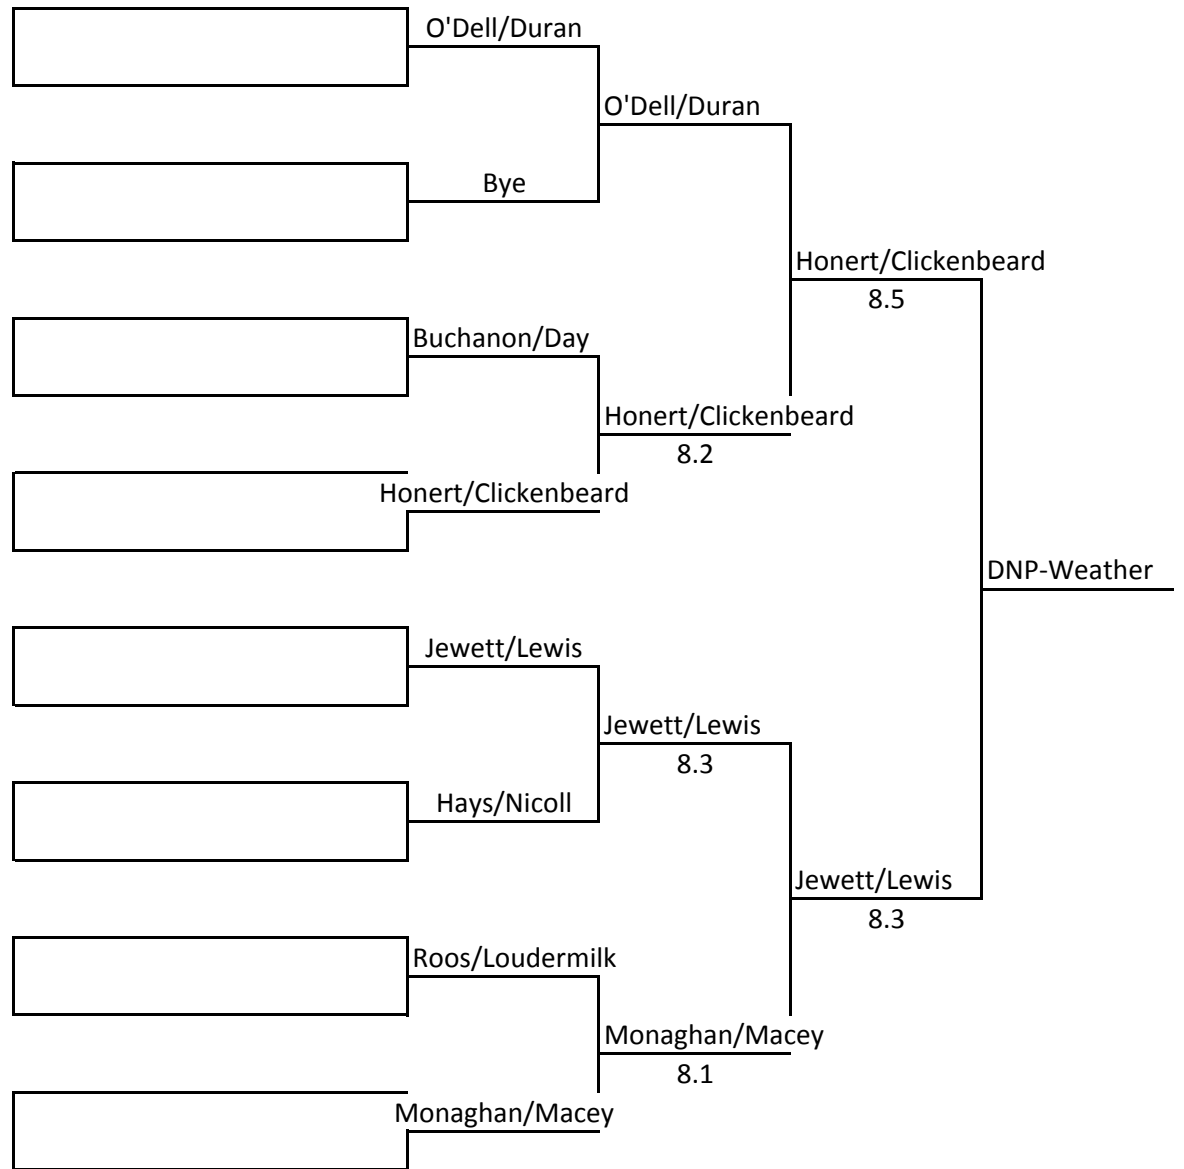 O'Dell/Duran
O'Dell/Duran
Bye
Honert/Clickenbeard
8.5
Buchanon/Day
Honert/Clickenbeard
8.2
Honert/Clickenbeard
DNP-Weather
Jewett/Lewis
Jewett/Lewis
8.3
Hays/Nicoll
Jewett/Lewis
8.3
Roos/Loudermilk
Monaghan/Macey
8.1
Monaghan/Macey